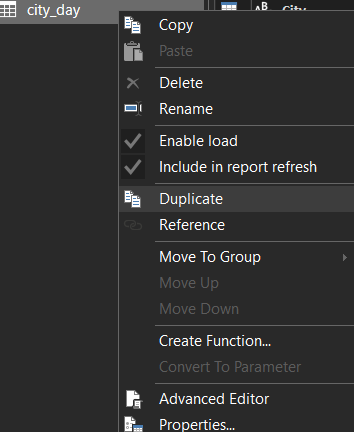 city_day
City
Copy
Paste
Delete
Rename
Enable load
Include in report refresh
Duplicate
Reference
Move To Group
Move Up
Move Down
Create Function...
Convert To Parameter
Advanced Editor
Properties...